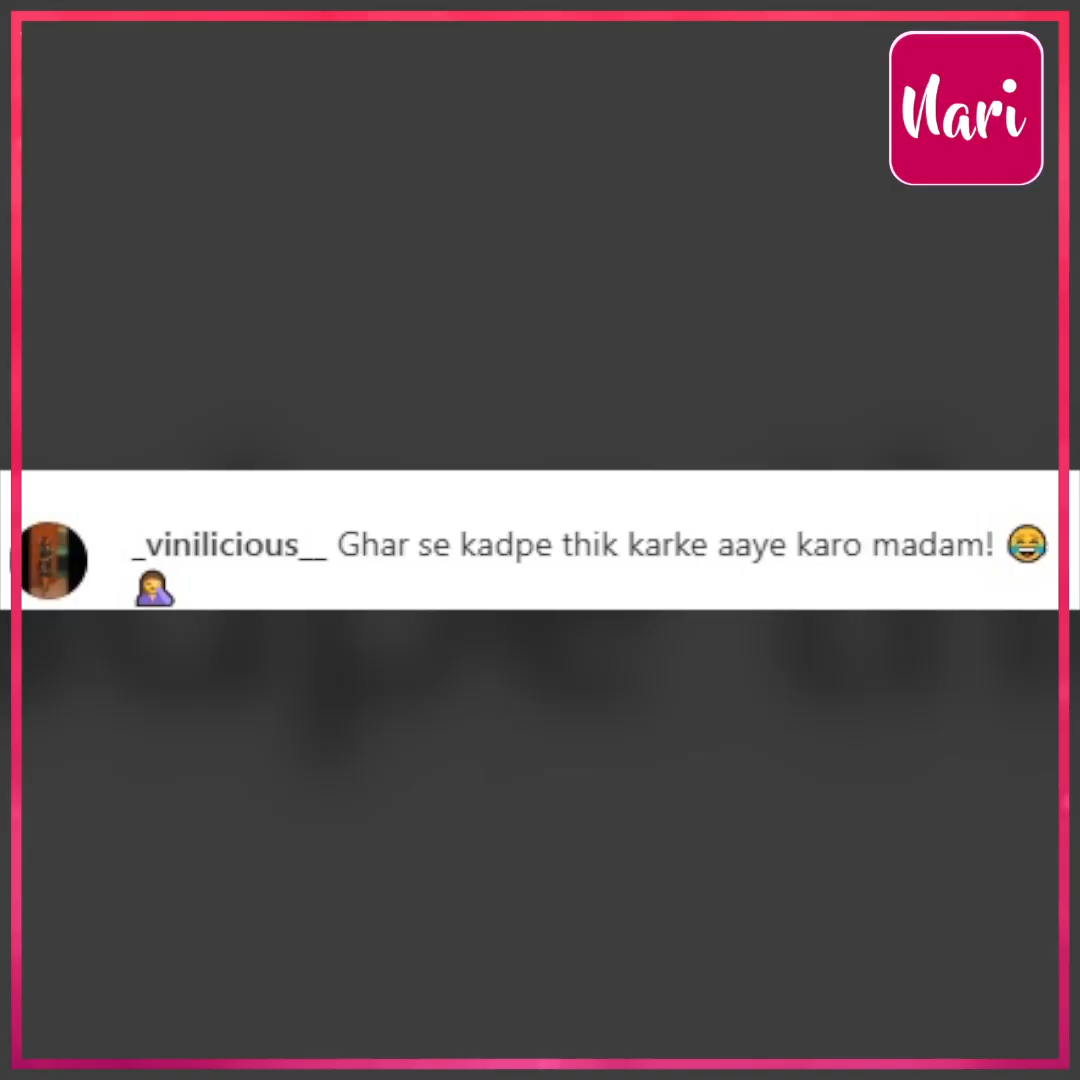 Nari
_vinilicious__ Ghar se kadpe thik karke aaye karo madam! 😂
🤦‍♀️